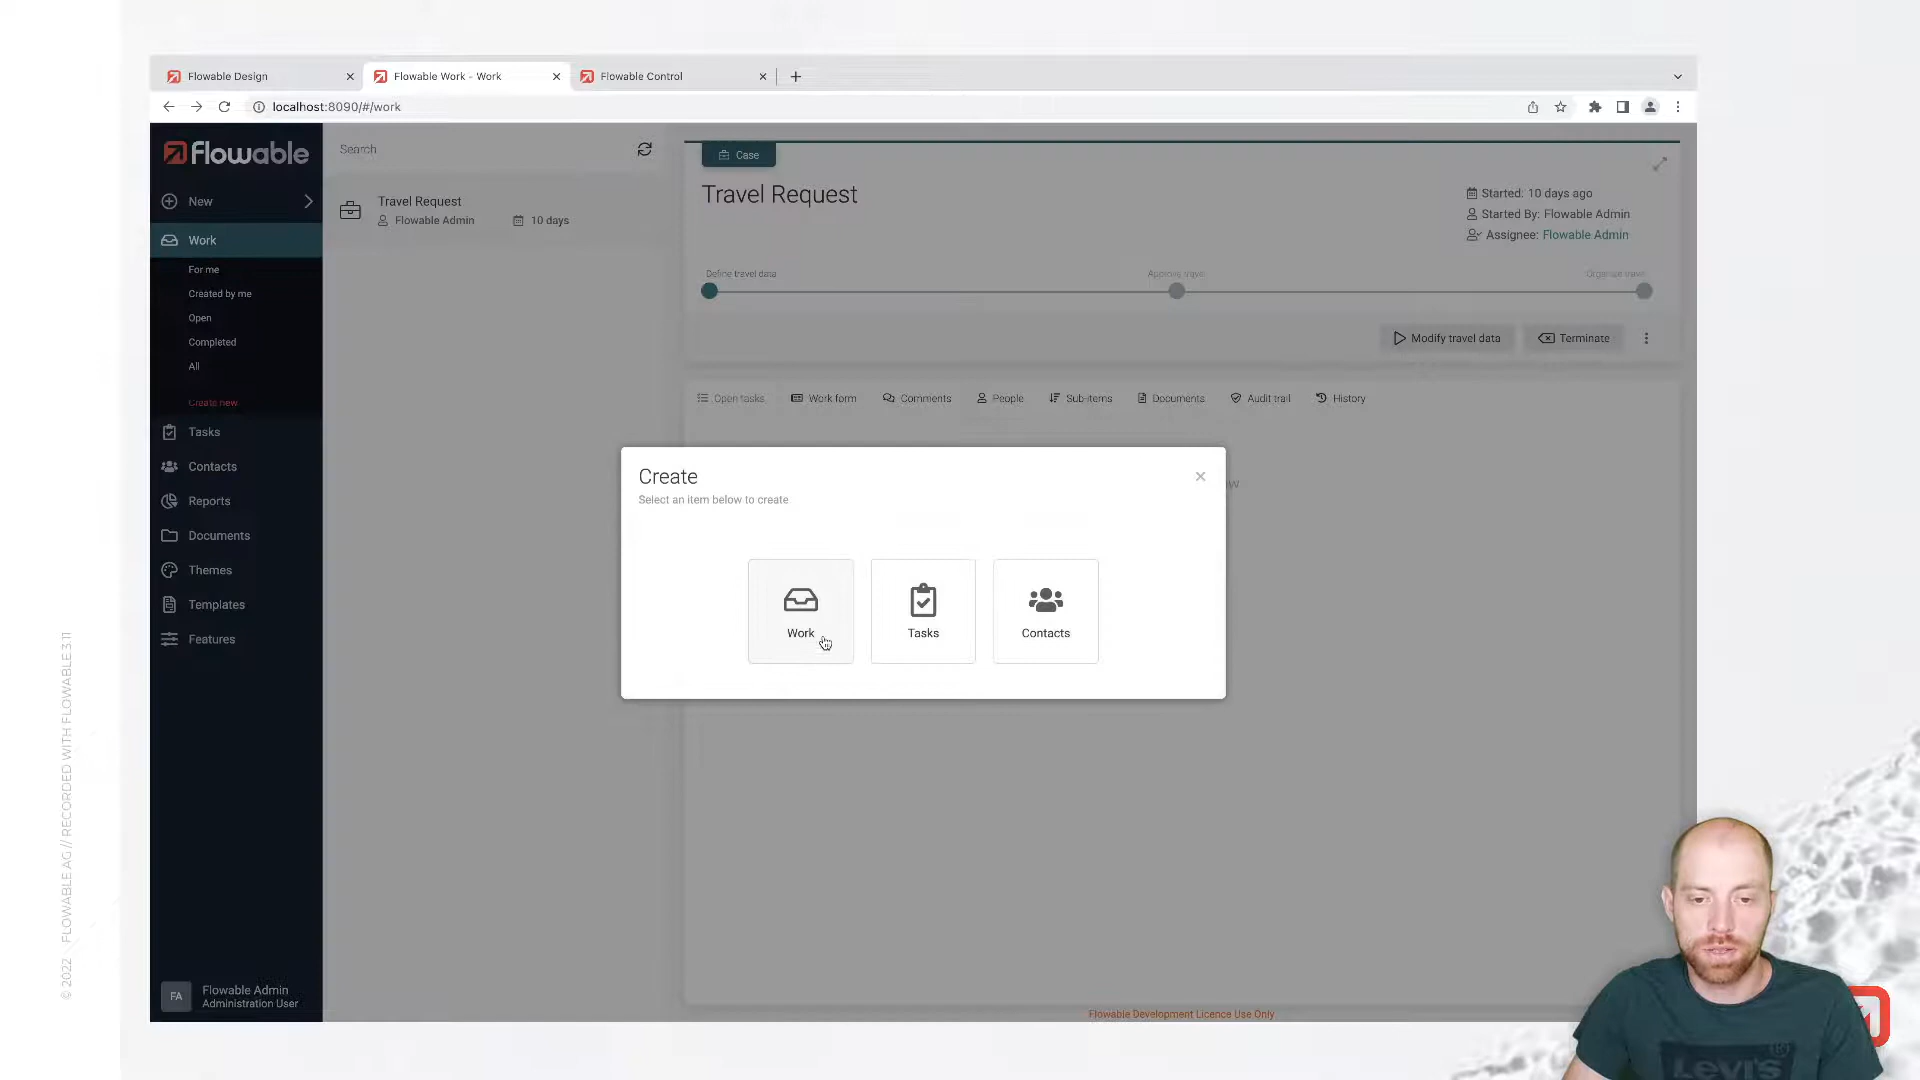 Flowable Design
Flowable Work - Work
Flowable Control
localhost:8090/#/work
Flowable
Search
Case
Travel Request
Started: 10 days ago
Started By: Flowable Admin
Assignee: Flowable Admin
New
Travel Request
Flowable Admin
10 days
Work
For me
Created by me
Open
Completed
All
Create new
Define travel data
Approve travel
Organise travel
Modify travel data
Terminate
Open tasks
Work form
Comments
People
Sub-items
Documents
Audit trail
History
Tasks
Contacts
Reports
Documents
Themes
Templates
Features
Create
Select an item below to create
Work
Tasks
Contacts
FA
Flowable Admin
Administration User
Flowable Development Licence Use Only
© 2022 FLOWABLE AG // RECORDED WITH FLOWABLE 3.11
Levi's